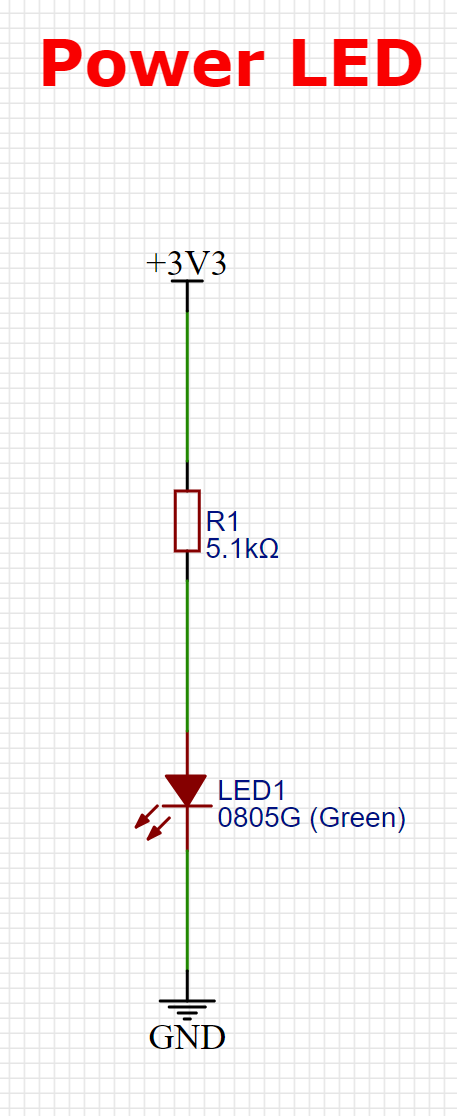 Power LED
+3V3
R1
5.1kΩ
LED1
0805G (Green)
GND